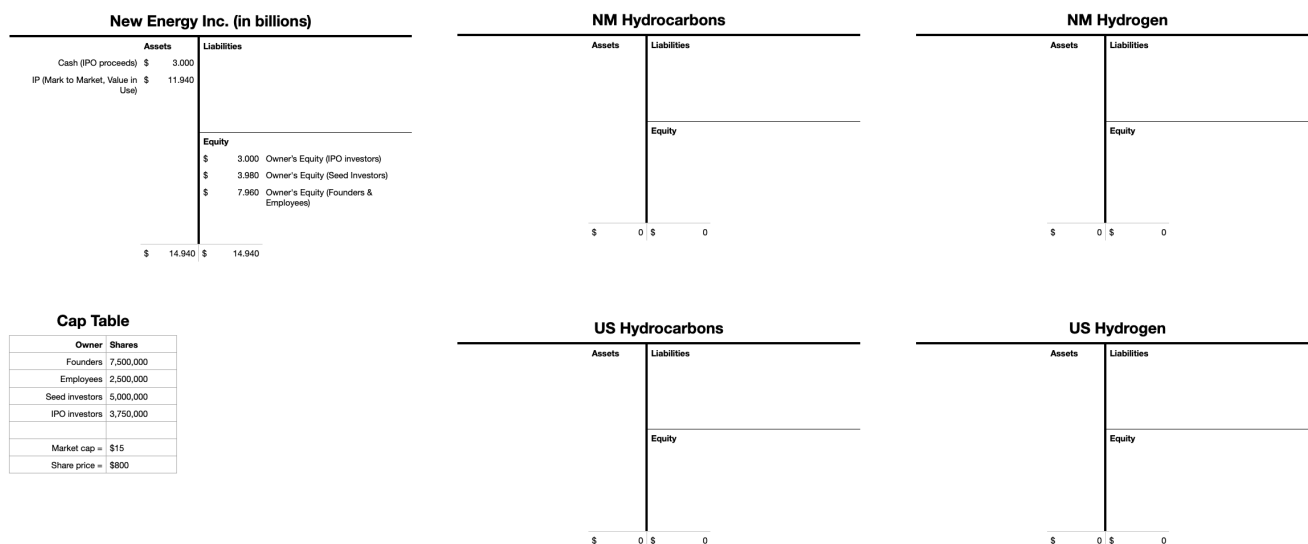 New Energy Inc. (in billions)
Assets Liabilities
Cash (IPO proceeds) $ 3.000
IP (Mark to Market, Value in $ 11.940
Use)
Equity
$ 3.000 Owner's Equity (IPO investors)
$ 3.980 Owner's Equity (Seed Investors)
$ 7.960 Owner's Equity (Founders &
Employees)
$ 14.940 $ 14.940
NM Hydrocarbons
Assets Liabilities
Equity
$ 0 $ 0
NM Hydrogen
Assets Liabilities
Equity
$ 0 $ 0
Cap Table
Owner Shares
Founders 7,500,000
Employees 2,500,000
Seed investors 5,000,000
IPO investors 3,750,000
Market cap = $15
Share price = $800
US Hydrocarbons
Assets Liabilities
Equity
$ 0 $ 0
US Hydrogen
Assets Liabilities
Equity
$ 0 $ 0